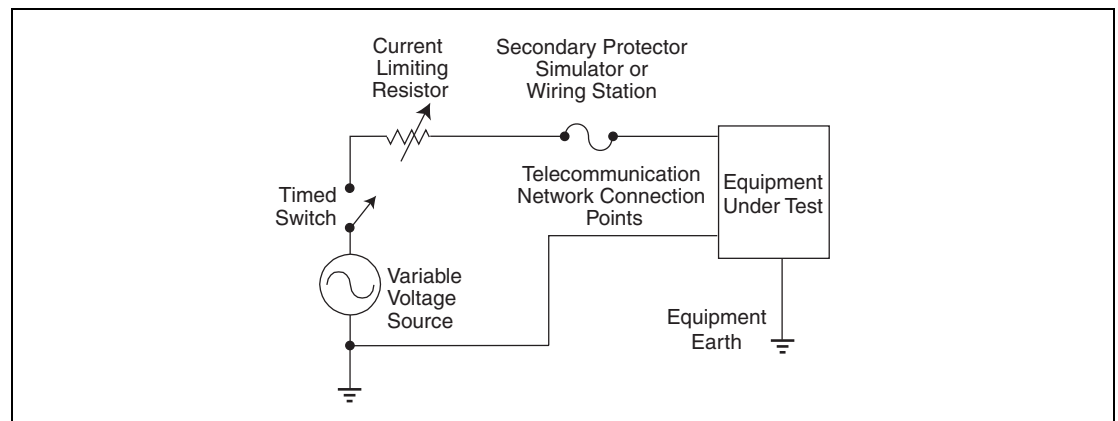 Current
Limiting
Resistor
Secondary Protector
Simulator or
Wiring Station
Timed
Switch
Telecommunication
Network Connection
Points
Equipment
Under Test
Variable
Voltage
Source
Equipment
Earth